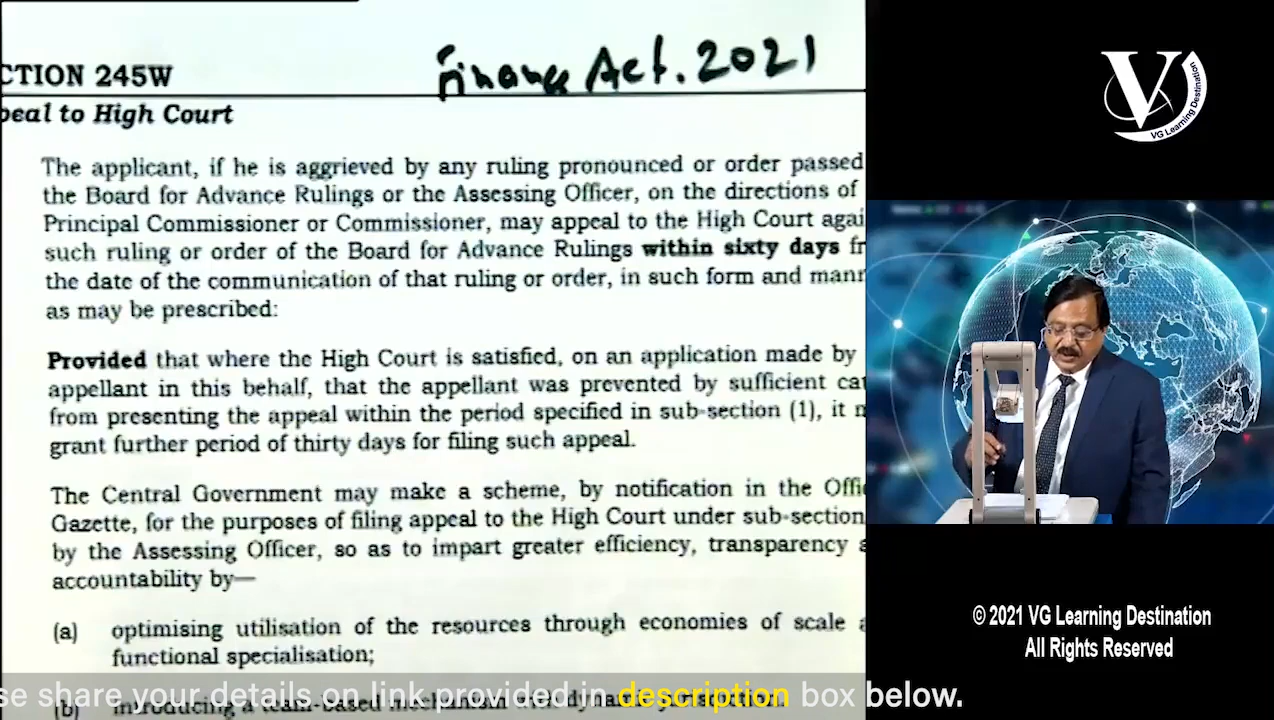 CTION 245W
Finance Act. 2021
peal to High Court
The applicant, if he is aggrieved by any ruling pronounced or order passed
the Board for Advance Rulings or the Assessing Officer, on the directions of
Principal Commissioner or Commissioner, may appeal to the High Court agai
such ruling or order of the Board for Advance Rulings within sixty days fr
the date of the communication of that ruling or order, in such form and mann
as may be prescribed:
Provided that where the High Court is satisfied, on an application made by
appellant in this behalf, that the appellant was prevented by sufficient cau
from presenting the appeal within the period specified in sub-section (1), it m
grant further period of thirty days for filing such appeal.
The Central Government may make a scheme, by notification in the Offi
Gazette, for the purposes of filing appeal to the High Court under sub-section
by the Assessing Officer, so as to impart greater efficiency, transparency a
accountability by—
(a) optimising utilisation of the resources through economies of scale a
functional specialisation;
(b) introducing a team-based mechanism with dynamic jurisdiction.
se share your details on link provided in description box below.
V
VG Learning Destination
© 2021 VG Learning Destination
All Rights Reserved